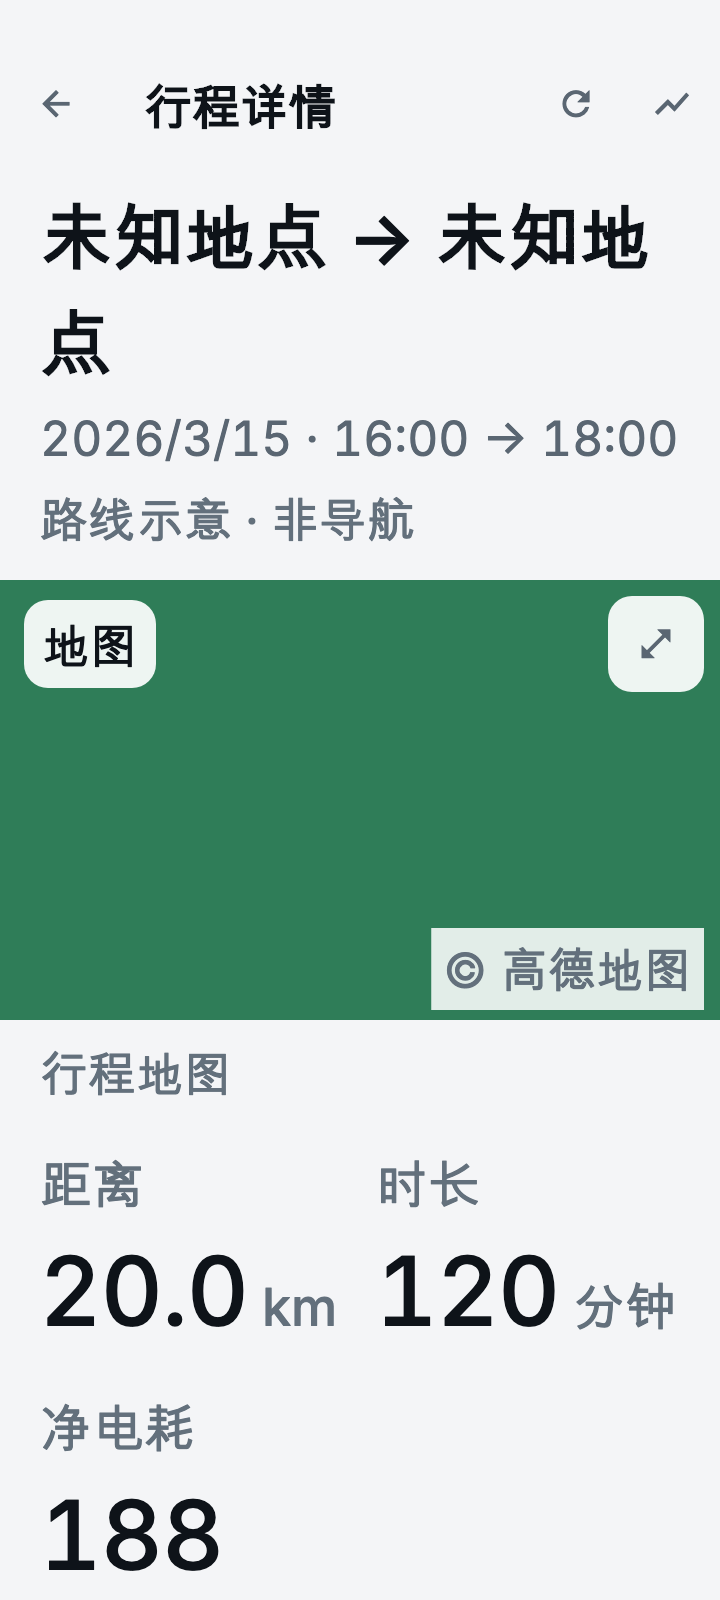 行程详情
未知地点 → 未知地
点
2026/3/15 · 16:00 → 18:00
路线示意 · 非导航
地图
© 高德地图
行程地图
距离 时长
20.0 km 120 分钟
净电耗
188